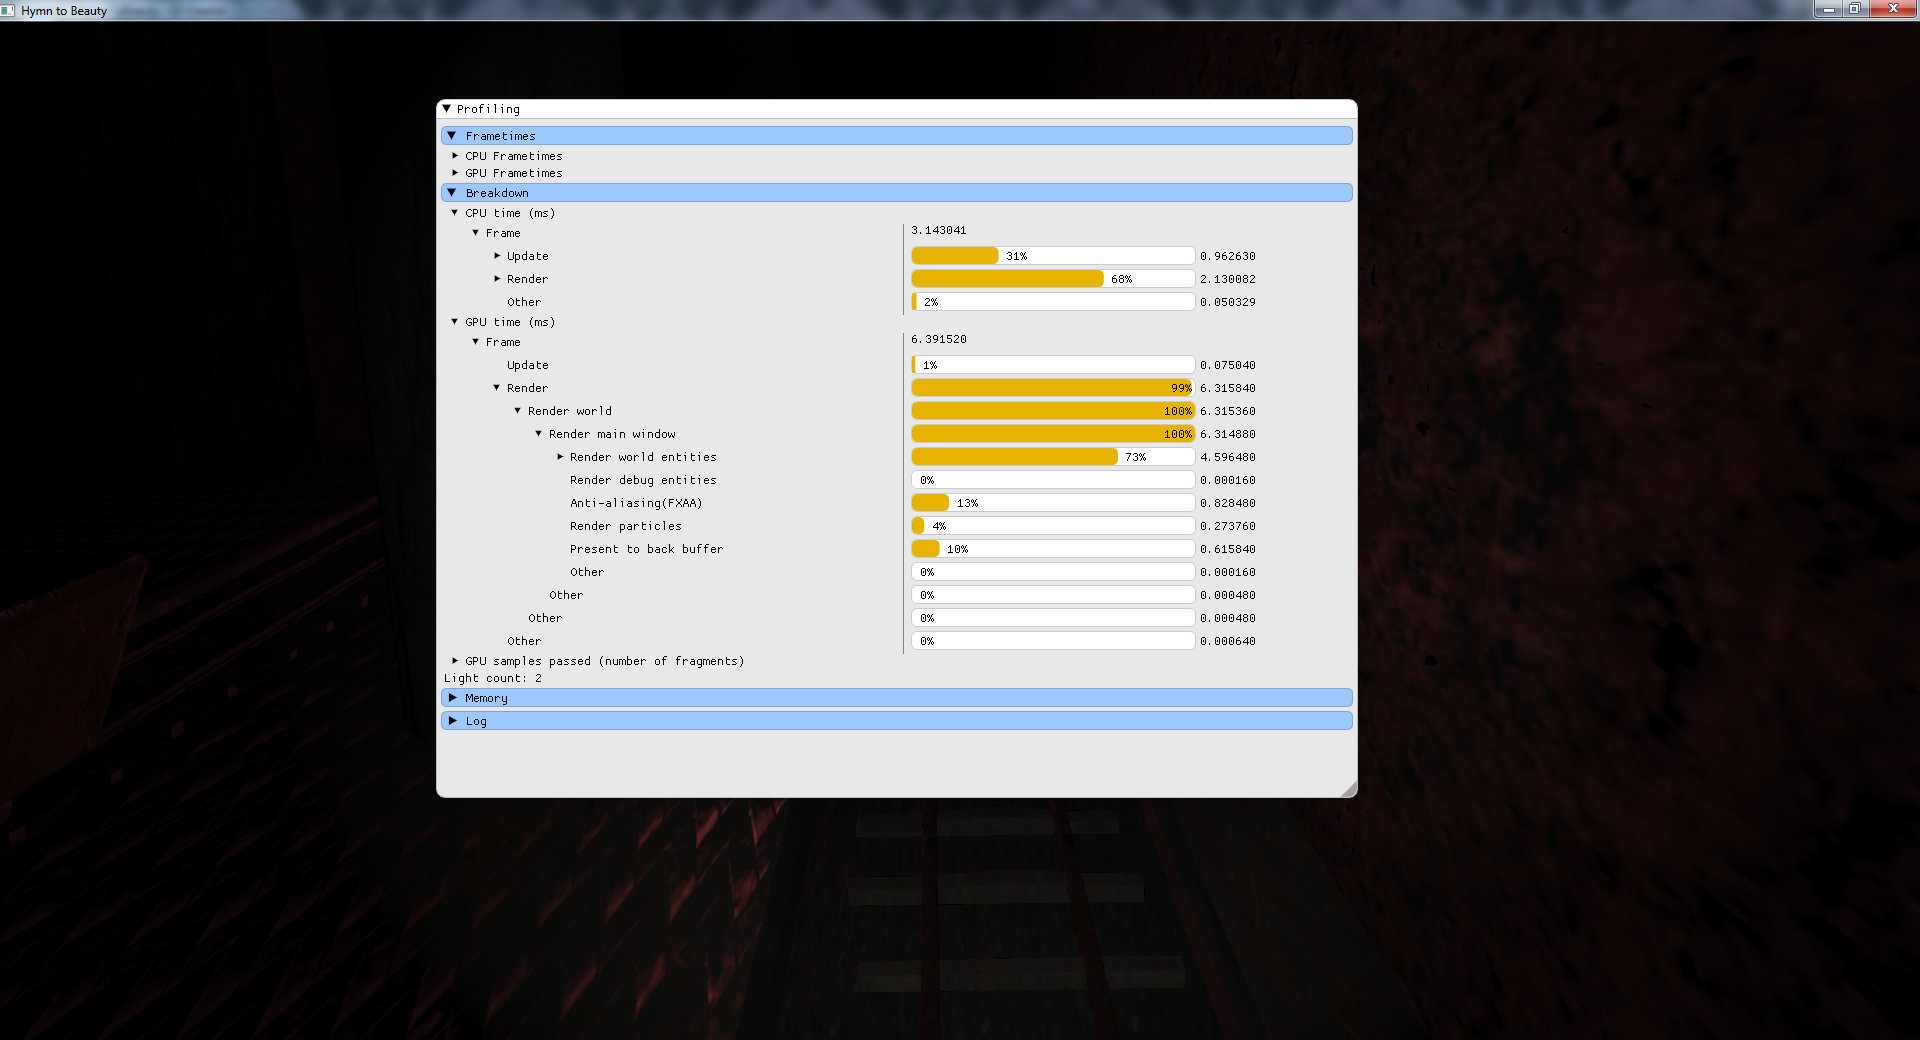 Hymn to Beauty
Profiling
Frametimes
CPU Frametimes
GPU Frametimes
Breakdown
CPU time (ms)
Frame 3.143041
Update 31% 0.962630
Render 68% 2.130082
Other 2% 0.050329
GPU time (ms)
Frame 6.391520
Update 1% 0.075040
Render 99% 6.315840
Render world 100% 6.315360
Render main window 100% 6.314880
Render world entities 73% 4.596480
Render debug entities 0% 0.000160
Anti-aliasing(FXAA) 13% 0.828480
Render particles 4% 0.273760
Present to back buffer 10% 0.615840
Other 0% 0.000160
Other 0% 0.000480
Other 0% 0.000480
Other 0% 0.000640
GPU samples passed (number of fragments)
Light count: 2
Memory
Log